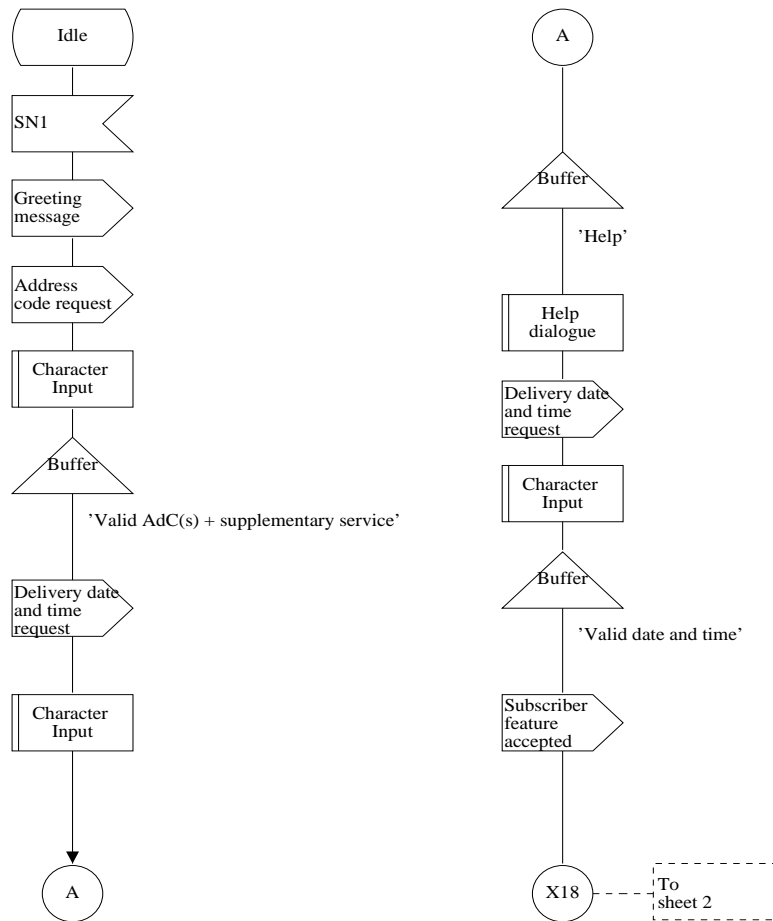 Idle
SN1
Greeting
message
Address
code request
Character
Input
Buffer
'Valid AdC(s) + supplementary service'
Delivery date
and time
request
Character
Input
A
A
Buffer
'Help'
Help
dialogue
Delivery date
and time
request
Character
Input
Buffer
'Valid date and time'
Subscriber
feature
accepted
X18
To
sheet 2